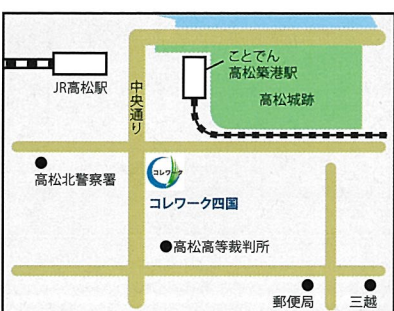 ことでん
高松築港駅
JR高松駅
高松城跡
中央通り
高松北警察署
コレワーク
コレワーク四国
高松高等裁判所
郵便局
三越